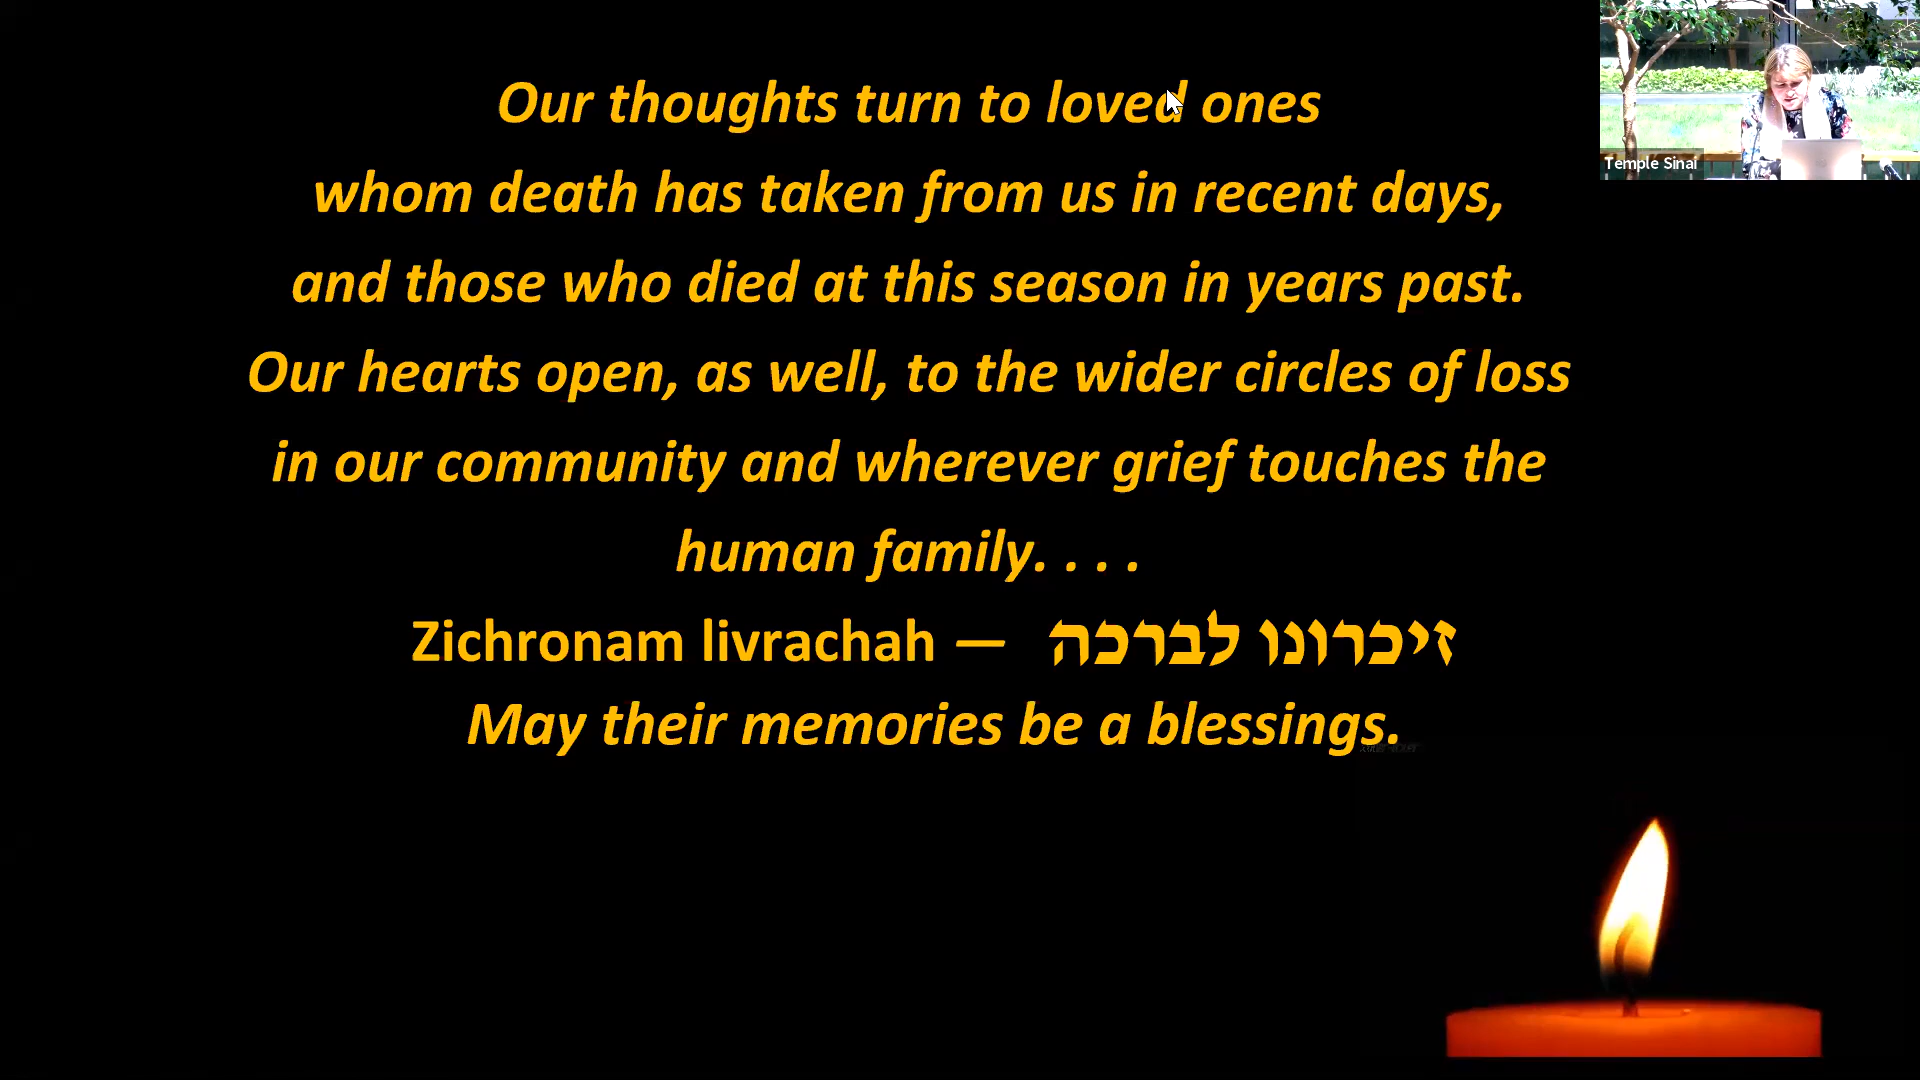 Our thoughts turn to loved ones
whom death has taken from us in recent days,
and those who died at this season in years past.
Our hearts open, as well, to the wider circles of loss
in our community and wherever grief touches the
human family. . . .
Zichronam livrachah — זיכרונו לברכה
May their memories be a blessings.
Temple Sinai